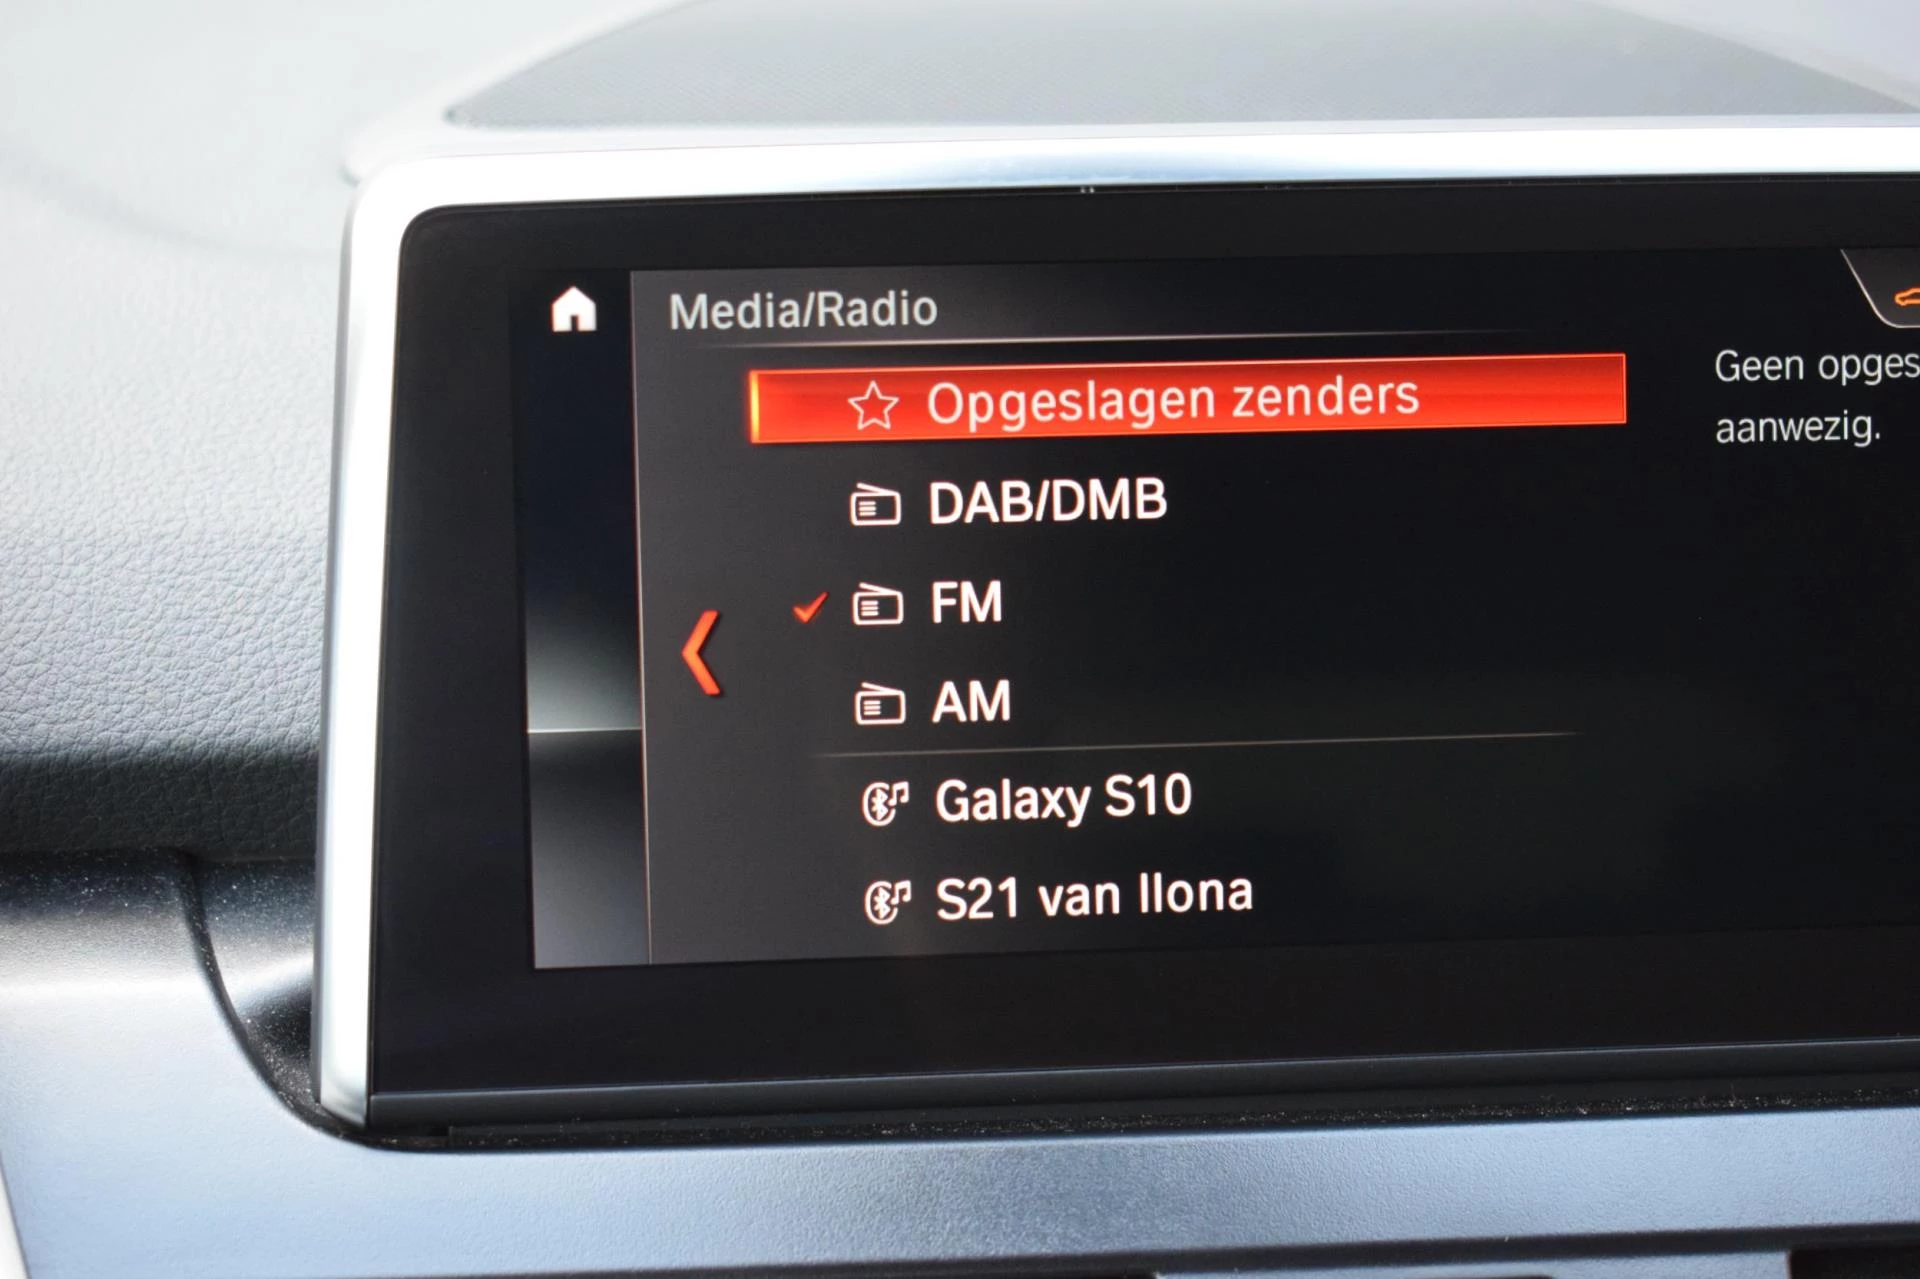 Media/Radio
Opgeslagen zenders
DAB/DMB
FM
AM
Galaxy S10
S21 van Ilona
Geen opges
aanwezig.